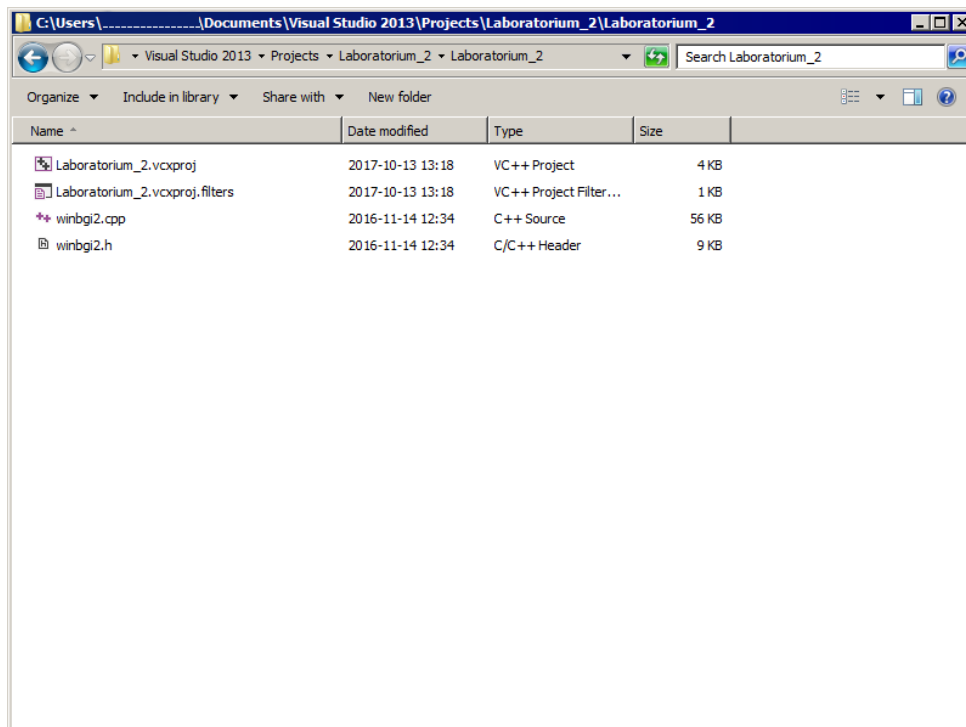 C:\Users\________________\Documents\Visual Studio 2013\Projects\Laboratorium_2\Laboratorium_2
Visual Studio 2013 Projects Laboratorium_2 Laboratorium_2 Search Laboratorium_2
Organize Include in library Share with New folder
Name Date modified Type Size
Laboratorium_2.vcxproj 2017-10-13 13:18 VC++ Project 4 KB
Laboratorium_2.vcxproj.filters 2017-10-13 13:18 VC++ Project Filter... 1 KB
winbgi2.cpp 2016-11-14 12:34 C++ Source 56 KB
winbgi2.h 2016-11-14 12:34 C/C++ Header 9 KB